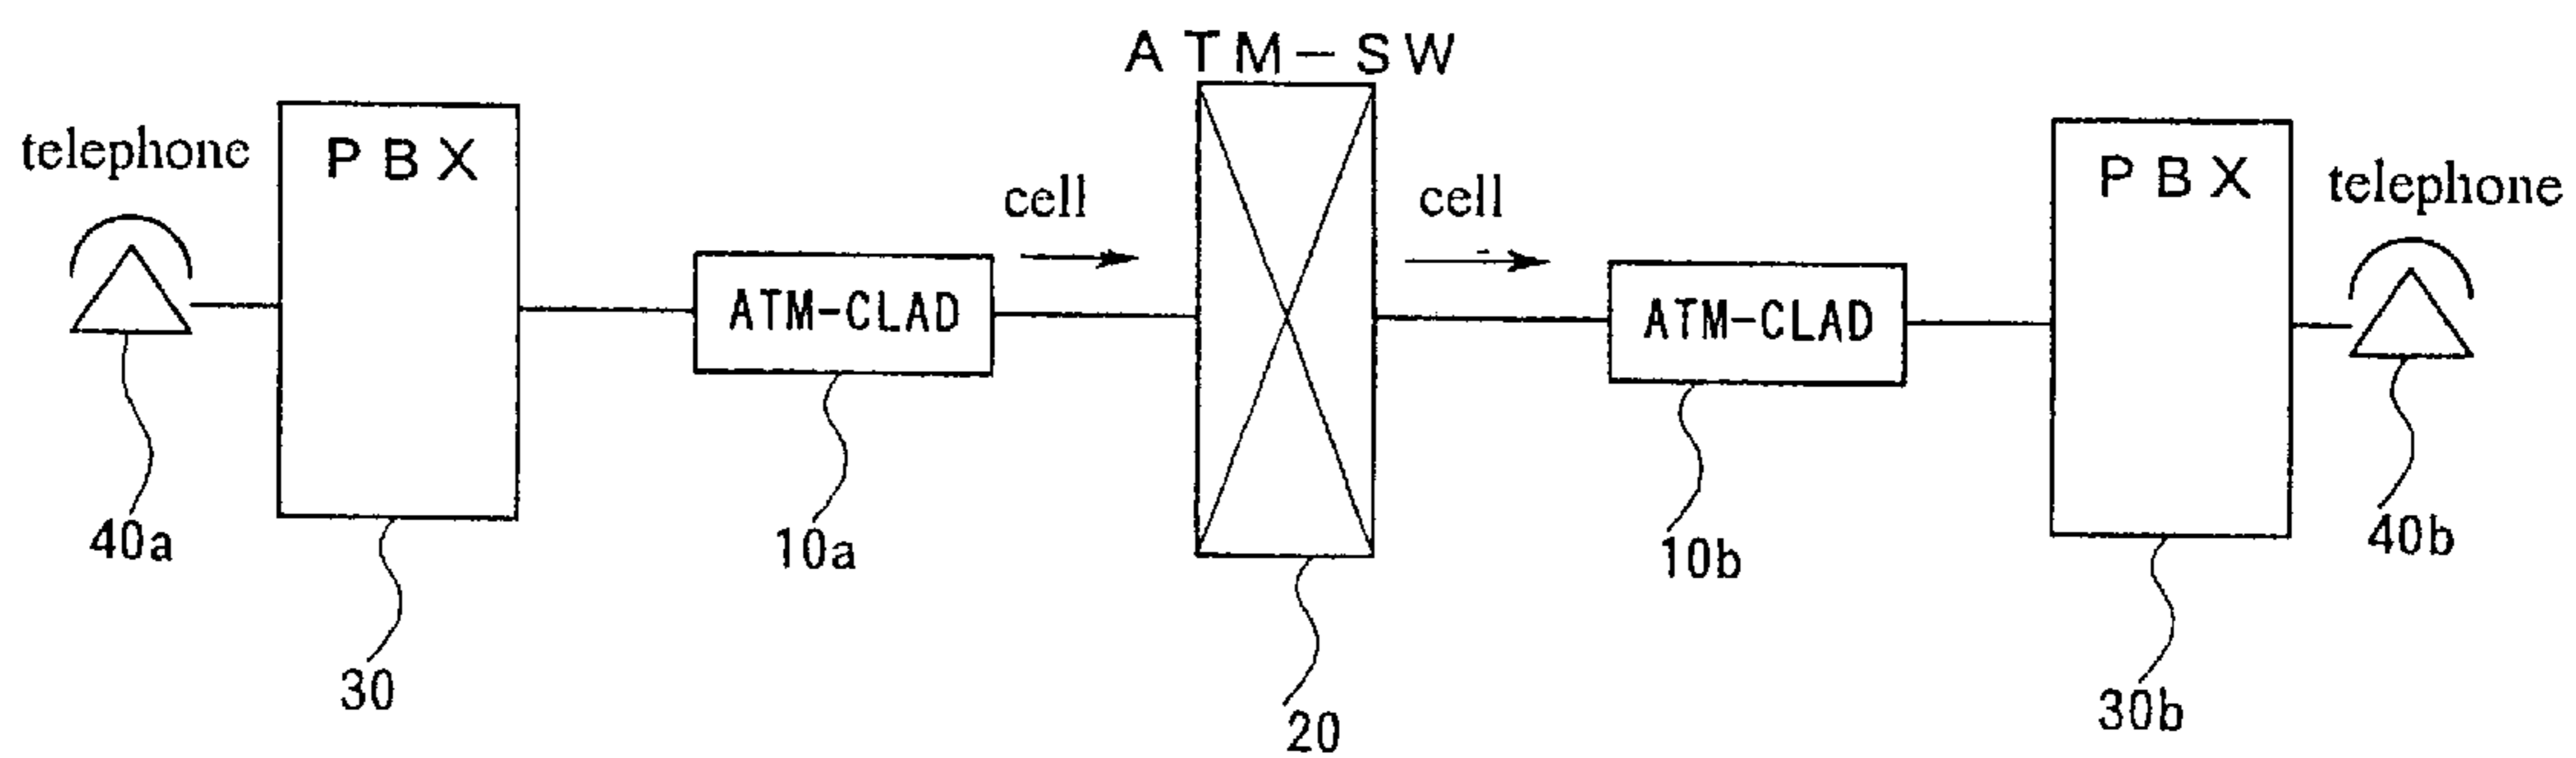 ATM-SW
telephone
PBX
cell
cell
PBX
telephone
ATM-CLAD
ATM-CLAD
40a
10a
10b
40b
30
20
30b